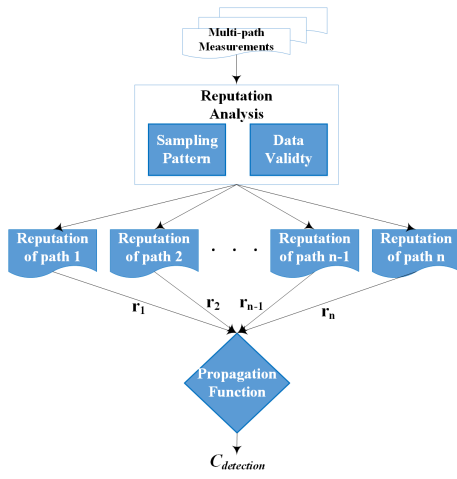 Multi-path
Measurements
Reputation
Analysis
Sampling
Pattern
Data
Validty
Reputation
of path 1
Reputation
of path 2
. . .
Reputation
of path n-1
Reputation
of path n
r1
r2
rn-1
rn
Propagation
Function
Cdetection